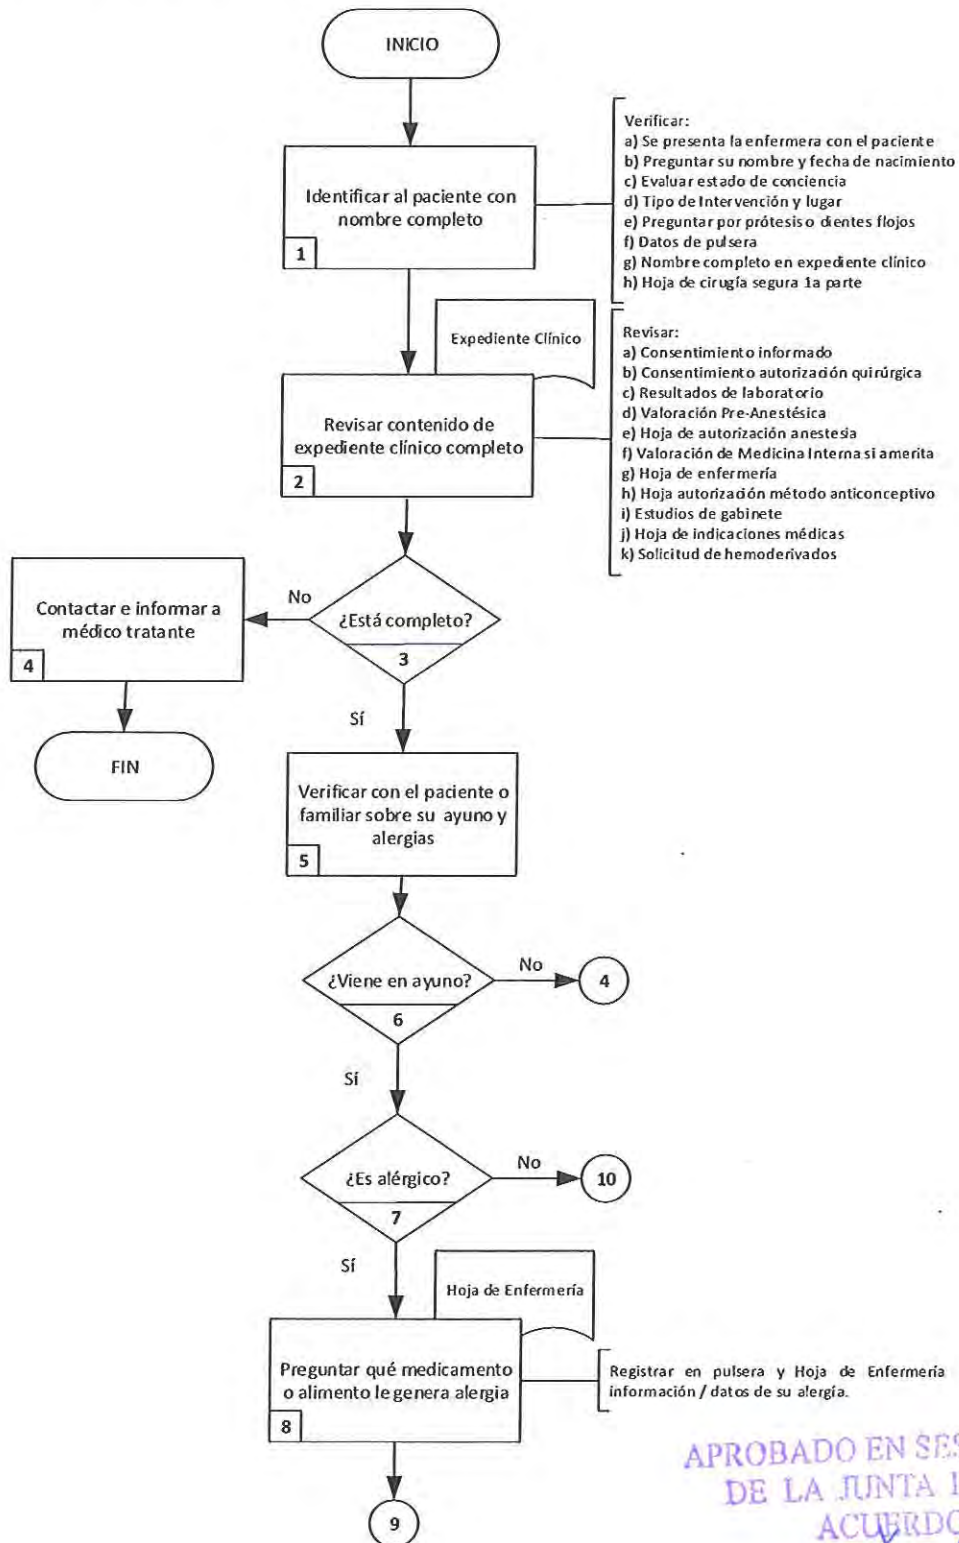 INICIO
Identificar al paciente con
nombre completo
1
Verificar:
a) Se presenta la enfermera con el paciente
b) Preguntar su nombre y fecha de nacimiento
c) Evaluar estado de conciencia
d) Tipo de Intervención y lugar
e) Preguntar por prótesis o dientes flojos
f) Datos de pulsera
g) Nombre completo en expediente clínico
h) Hoja de cirugía segura 1a parte
Expediente Clínico
Revisar contenido de
expediente clínico completo
2
Revisar:
a) Consentimiento informado
b) Consentimiento autorización quirúrgica
c) Resultados de laboratorio
d) Valoración Pre-Anestésica
e) Hoja de autorización anestesia
f) Valoración de Medicina Interna si amerita
g) Hoja de enfermería
h) Hoja autorización método anticonceptivo
i) Estudios de gabinete
j) Hoja de indicaciones médicas
k) Solicitud de hemoderivados
¿Está completo?
3
No
Contactar e informar a
médico tratante
4
FIN
Sí
Verificar con el paciente o
familiar sobre su ayuno y
alergias
5
¿Viene en ayuno?
6
No
4
Sí
¿Es alérgico?
7
No
10
Sí
Hoja de Enfermería
Preguntar qué medicamento
o alimento le genera alergia
8
Registrar en pulsera y Hoja de Enfermería
información / datos de su alergía.
9
APROBADO EN
DE LA JUNTA
ACUERDO